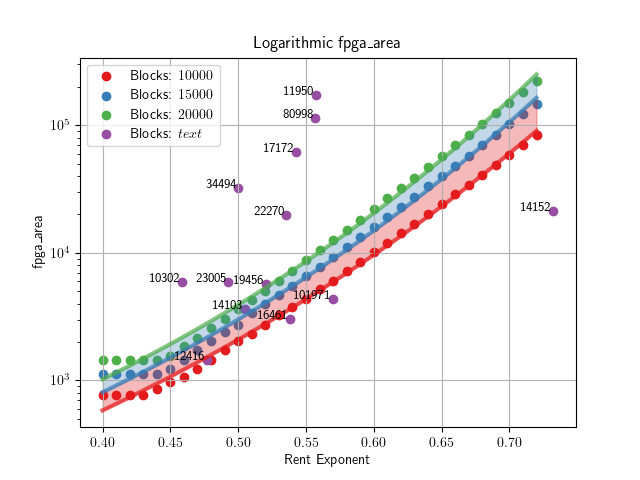 Logarithmic fpga_area
Blocks: 10000
Blocks: 15000
Blocks: 20000
Blocks: text
11950
80998
17172
34494
22270
14152
10302
23005
19456
101971
14103
16461
12416
10^5
10^4
10^3
fpga_area
0.40 0.45 0.50 0.55 0.60 0.65 0.70
Rent Exponent